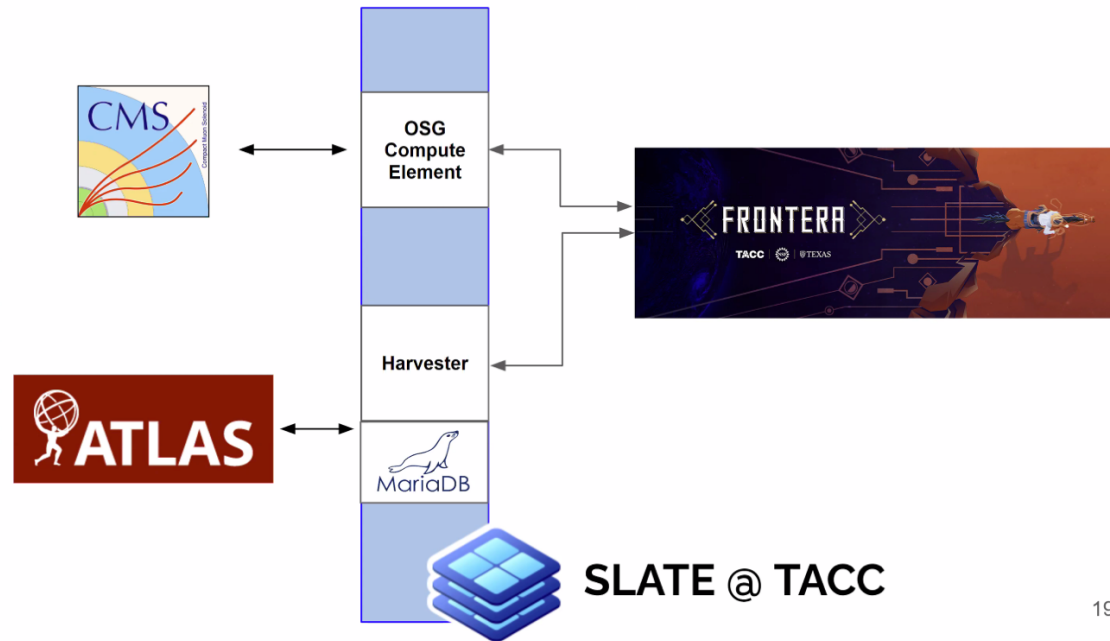 CMS
Compact Muon Solenoid
OSG
Compute
Element
FRONTERA
TACC
TEXAS
Harvester
ATLAS
MariaDB
SLATE @ TACC
19